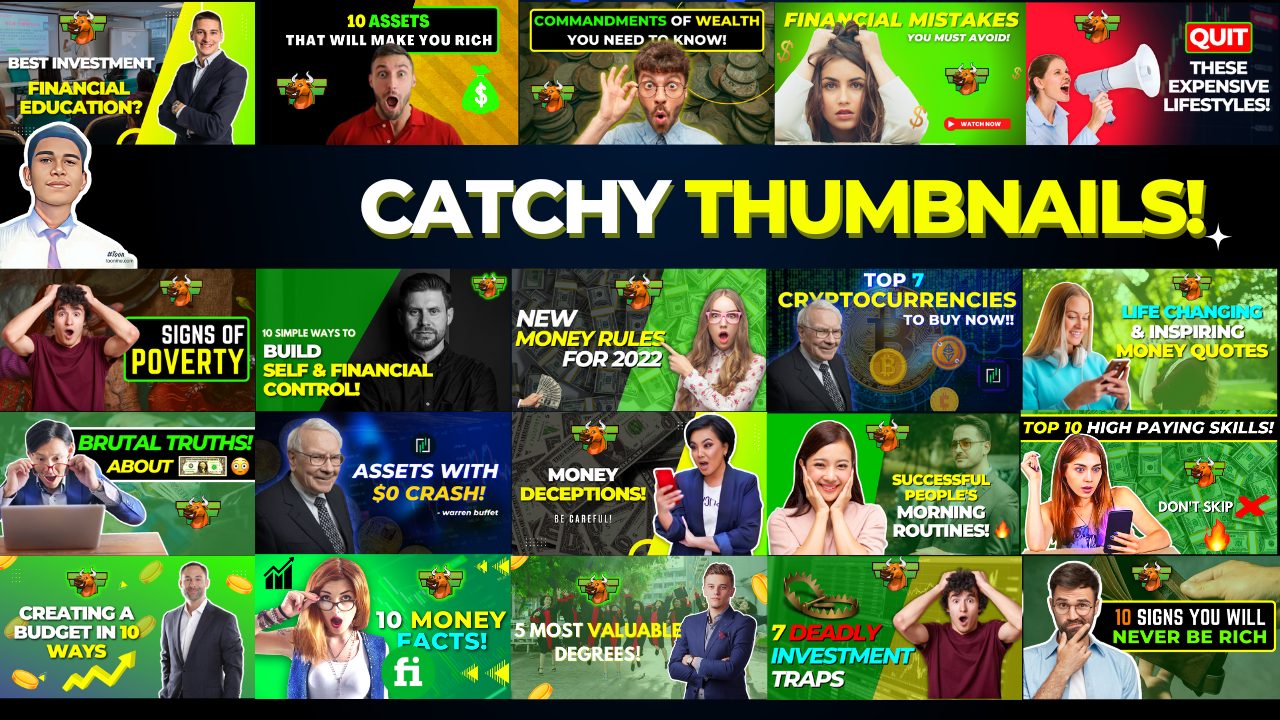 BEST INVESTMENT
FINANCIAL
EDUCATION?
10 ASSETS
THAT WILL MAKE YOU RICH
COMMANDMENTS OF WEALTH
YOU NEED TO KNOW!
FINANCIAL MISTAKES
YOU MUST AVOID!
WATCH NOW
QUIT
THESE
EXPENSIVE
LIFESTYLES!
CATCHY THUMBNAILS!
#Toon
toonme.com
SIGNS OF
POVERTY
10 SIMPLE WAYS TO
BUILD
SELF & FINANCIAL
CONTROL!
NEW
MONEY RULES
FOR 2022
TOP 7
CRYPTOCURRENCIES
TO BUY NOW!!
LIFE CHANGING
& INSPIRING
MONEY QUOTES
BRUTAL TRUTHS!
ABOUT
ASSETS WITH
$0 CRASH!
- warren buffet
MONEY
DECEPTIONS!
BE CAREFUL!
SUCCESSFUL
PEOPLE'S
MORNING
ROUTINES!
TOP 10 HIGH PAYING SKILLS!
DON'T SKIP
CREATING A
BUDGET IN 10
WAYS
10 MONEY
FACTS!
fi
5 MOST VALUABLE
DEGREES!
7 DEADLY
INVESTMENT
TRAPS
10 SIGNS YOU WILL
NEVER BE RICH